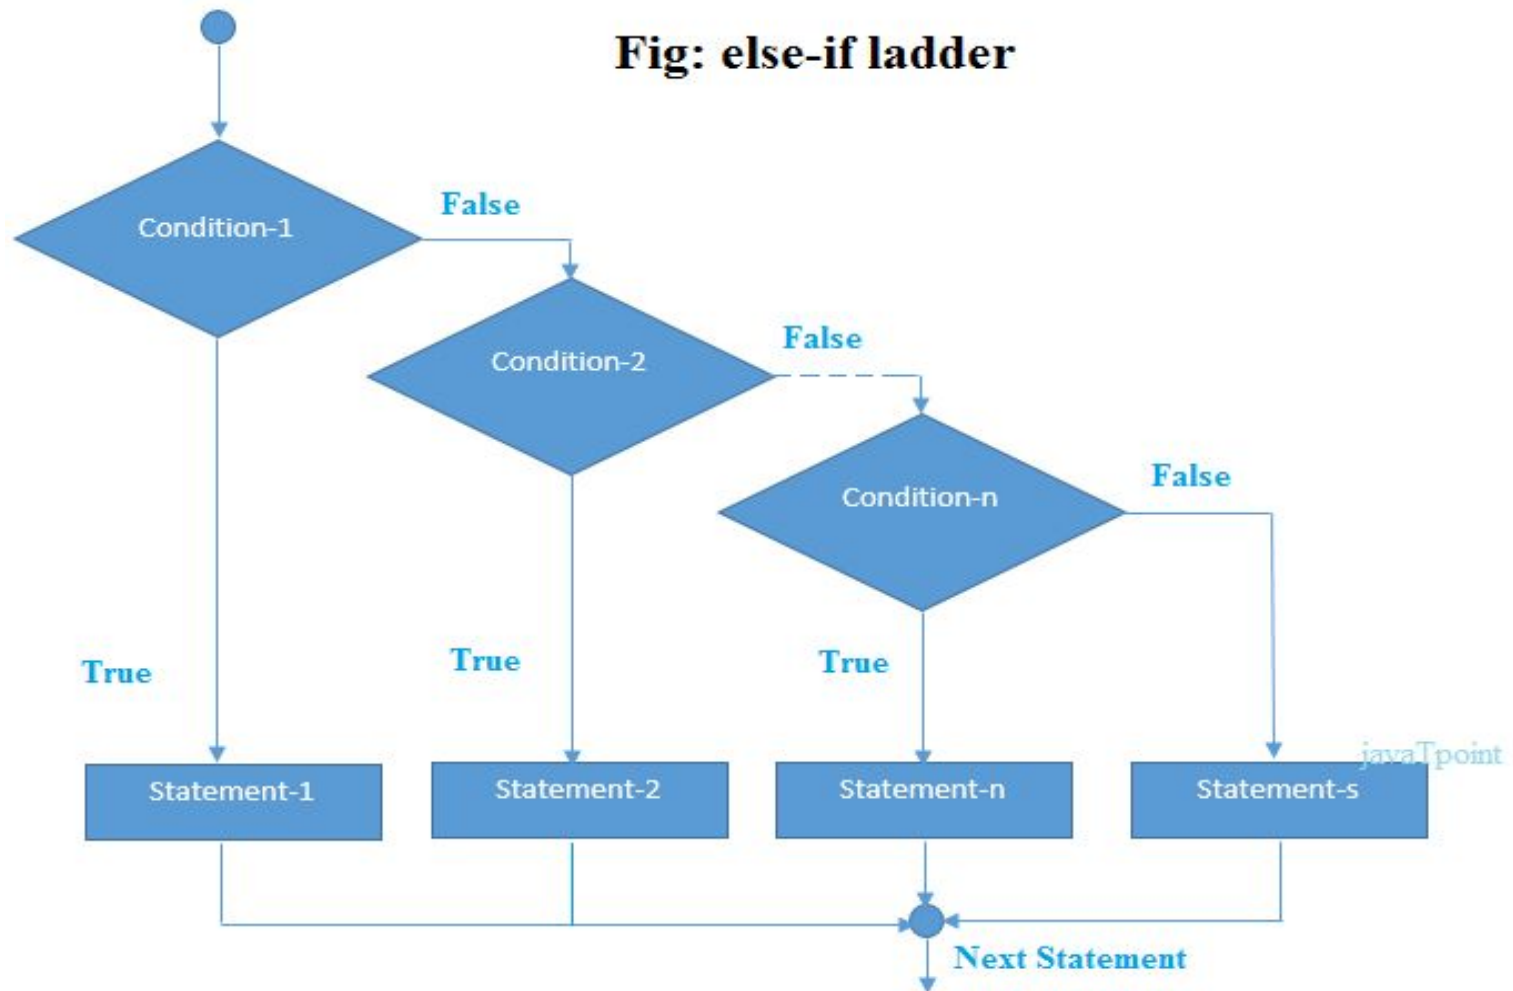 Fig: else-if ladder
Condition-1
False
Condition-2
False
Condition-n
False
True
True
True
Statement-1
Statement-2
Statement-n
Statement-s
javaTpoint
Next Statement